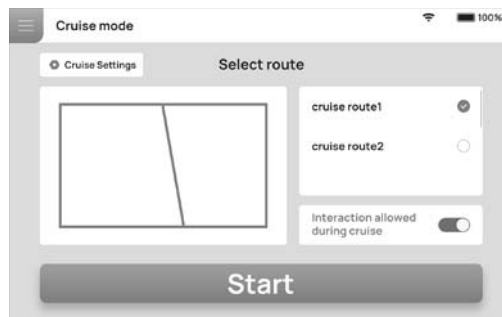 Cruise mode
100%
Cruise Settings
Select route
cruise route1
cruise route2
Interaction allowed
during cruise
Start